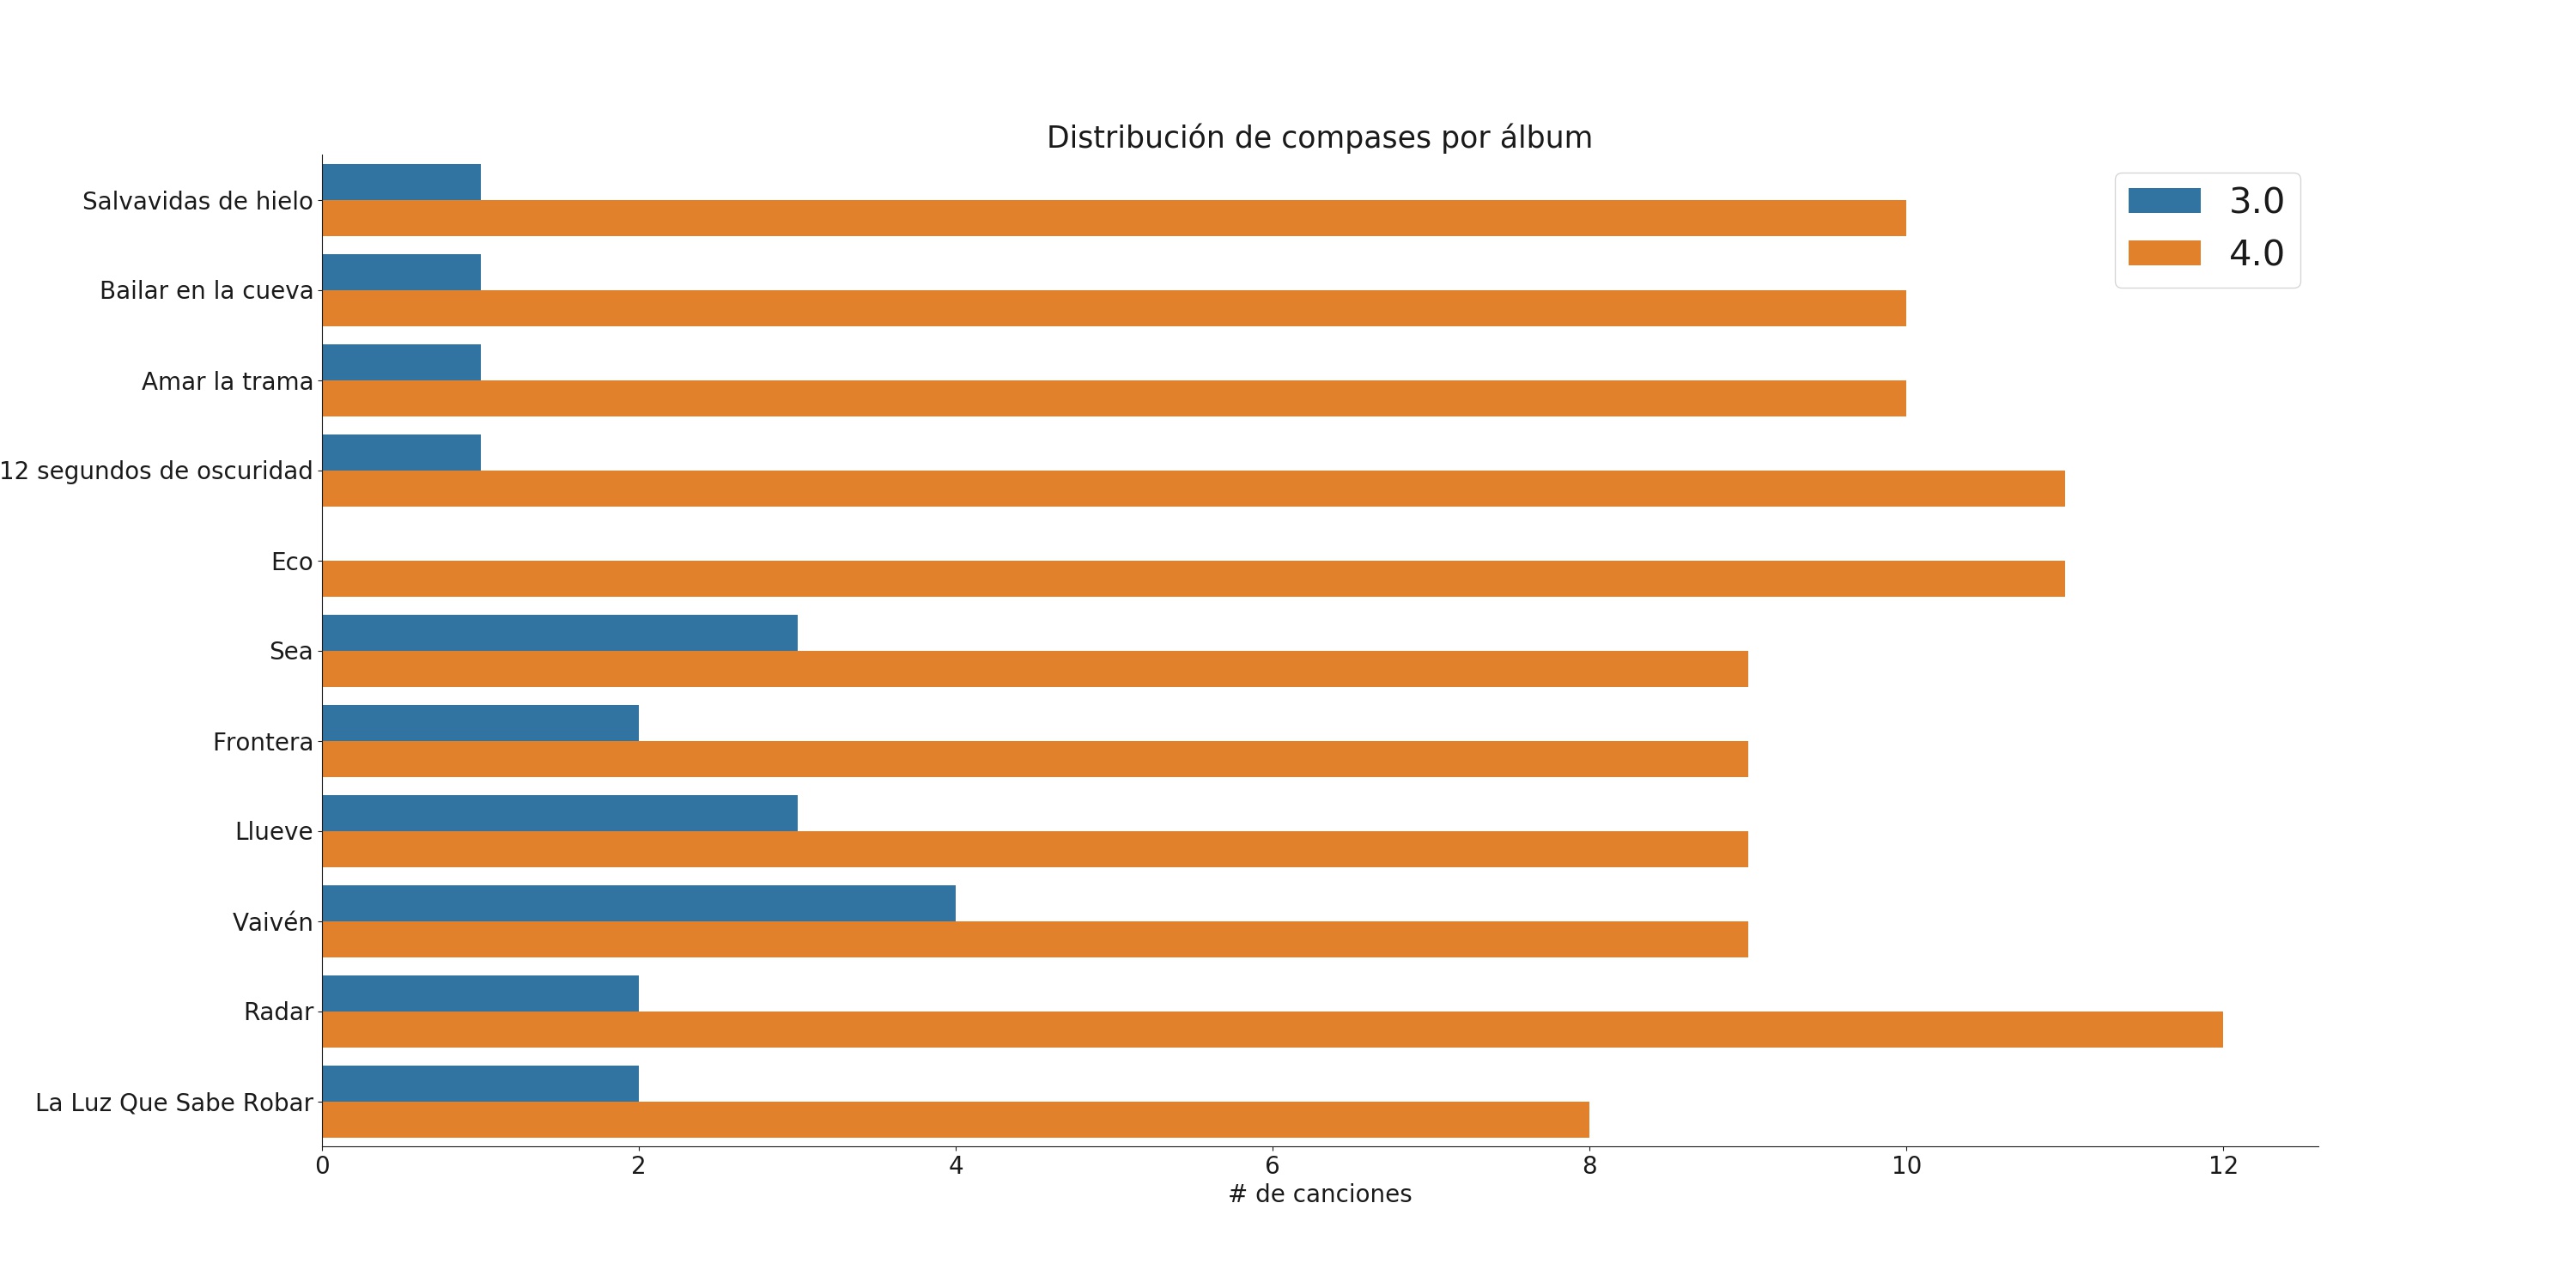 Distribución de compases por álbum
3.0
4.0
Salvavidas de hielo
Bailar en la cueva
Amar la trama
12 segundos de oscuridad
Eco
Sea
Frontera
Llueve
Vaivén
Radar
La Luz Que Sabe Robar
0 2 4 6 8 10 12
# de canciones